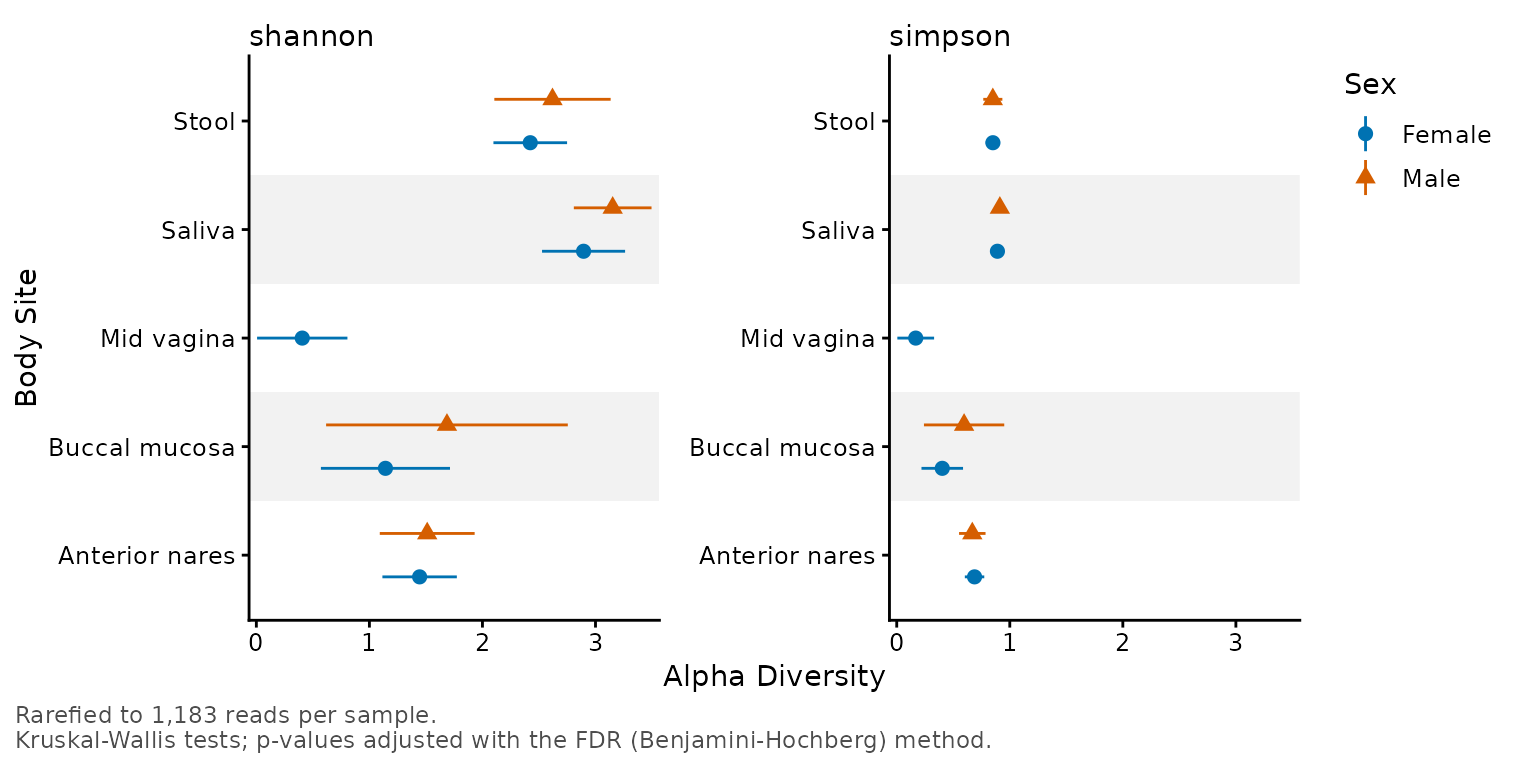 shannon
simpson
Sex
Female
Male
Body Site
Stool
Saliva
Mid vagina
Buccal mucosa
Anterior nares
0 1 2 3
Stool
Saliva
Mid vagina
Buccal mucosa
Anterior nares
0 1 2 3
Alpha Diversity
Rarefied to 1,183 reads per sample.
Kruskal-Wallis tests; p-values adjusted with the FDR (Benjamini-Hochberg) method.